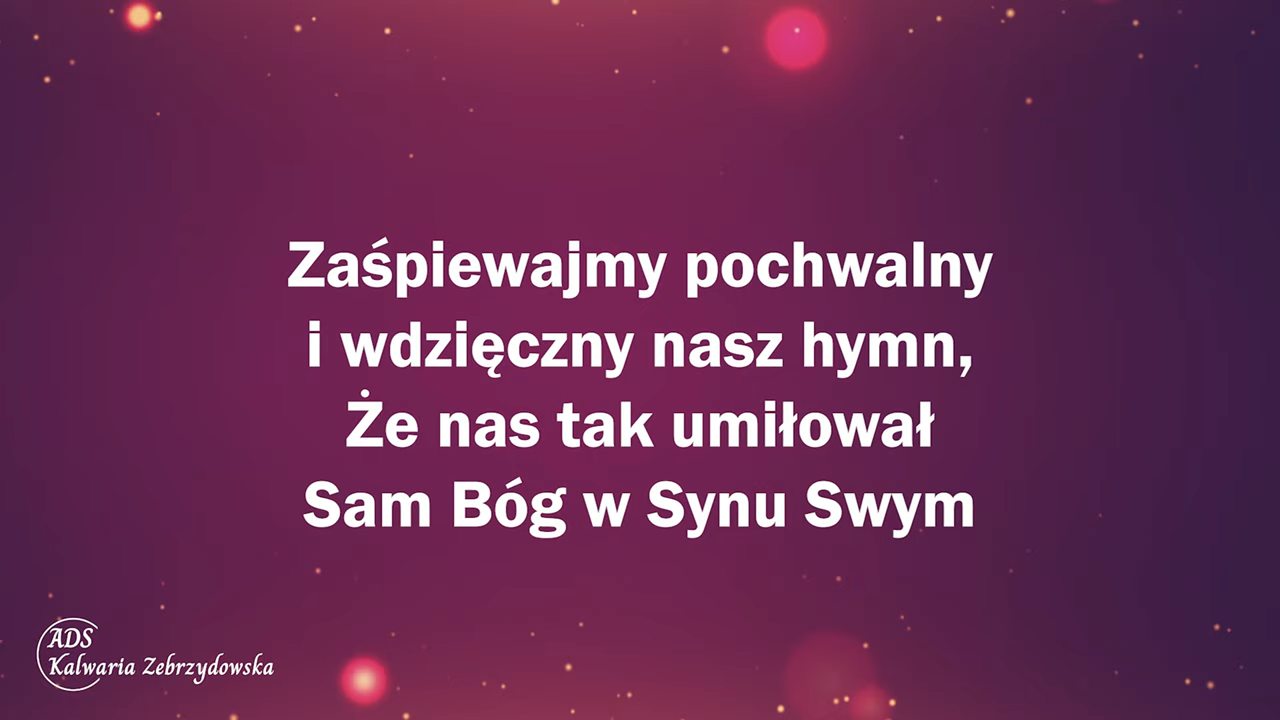 Zaśpiewajmy pochwalny
i wdzięczny nasz hymn,
Że nas tak umiłował
Sam Bóg w Synu Swym
ADS
Kalwaria Zebrzydowska